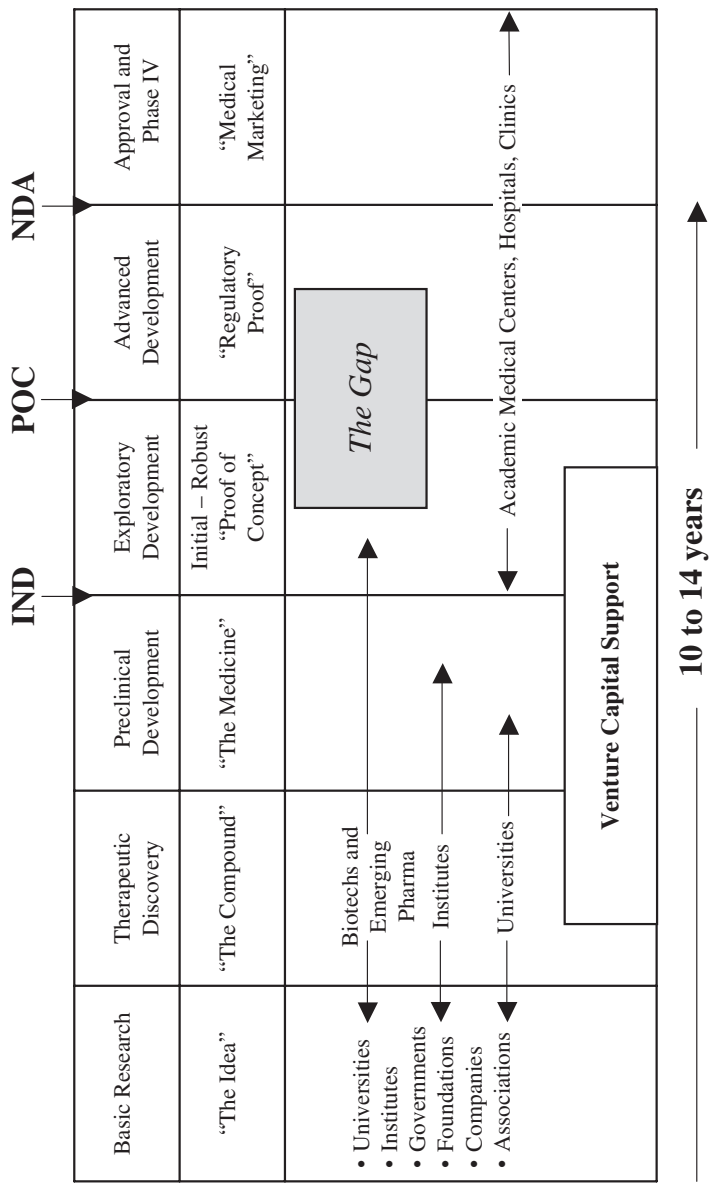 IND
POC
NDA
Basic Research
Therapeutic
Discovery
Preclinical
Development
Exploratory
Development
Advanced
Development
Approval and
Phase IV
“The Idea”
“The Compound”
“The Medicine”
Initial – Robust
“Proof of
Concept”
“Regulatory
Proof”
“Medical
Marketing”
• Universities
• Institutes
• Governments
• Foundations
• Companies
• Associations
Biotechs and
Emerging
Pharma
Institutes
Universities
The Gap
Academic Medical Centers, Hospitals, Clinics
Venture Capital Support
10 to 14 years